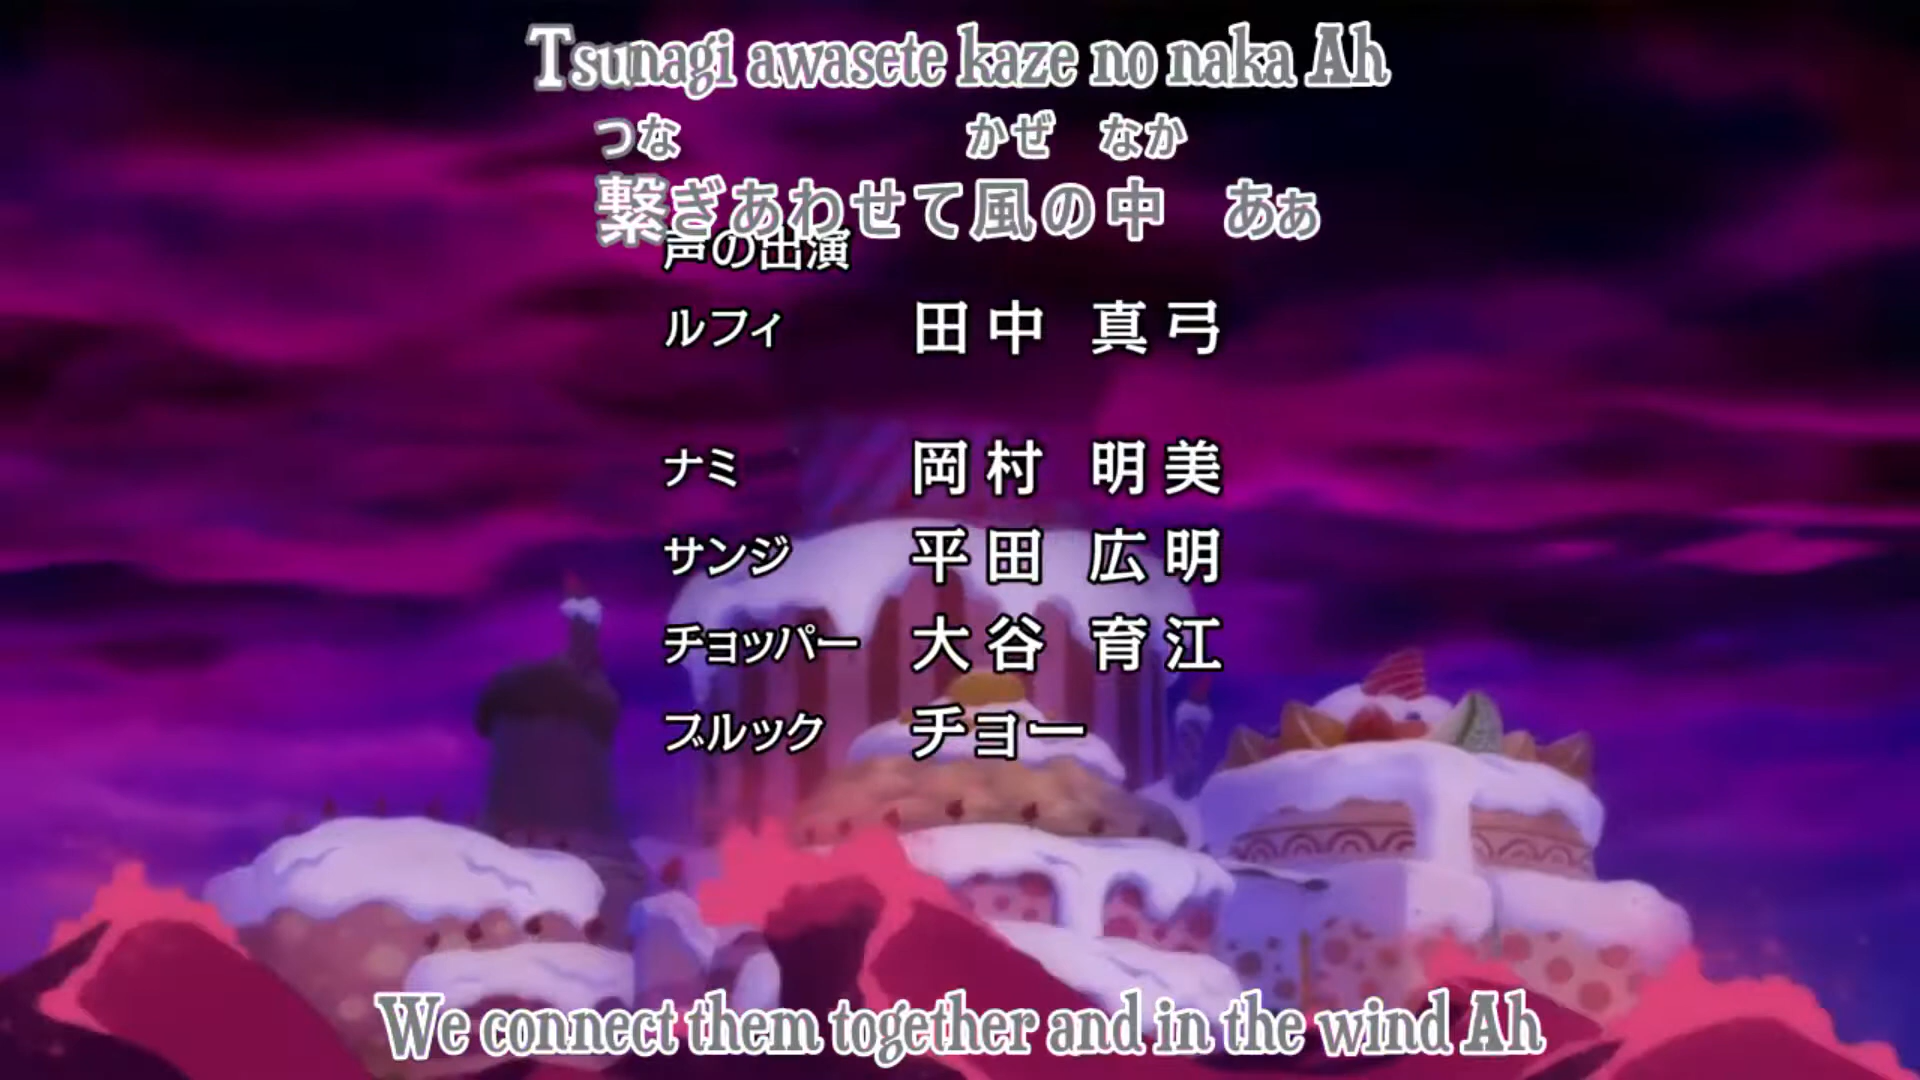 Tsunagi awasete kaze no naka Ah
つな かぜ なか
繋ぎあわせて風の中 あぁ
声の出演
ルフィ 田中 真弓
ナミ 岡村 明美
サンジ 平田 広明
チョッパー 大谷 育江
ブルック チョー
We connect them together and in the wind Ah